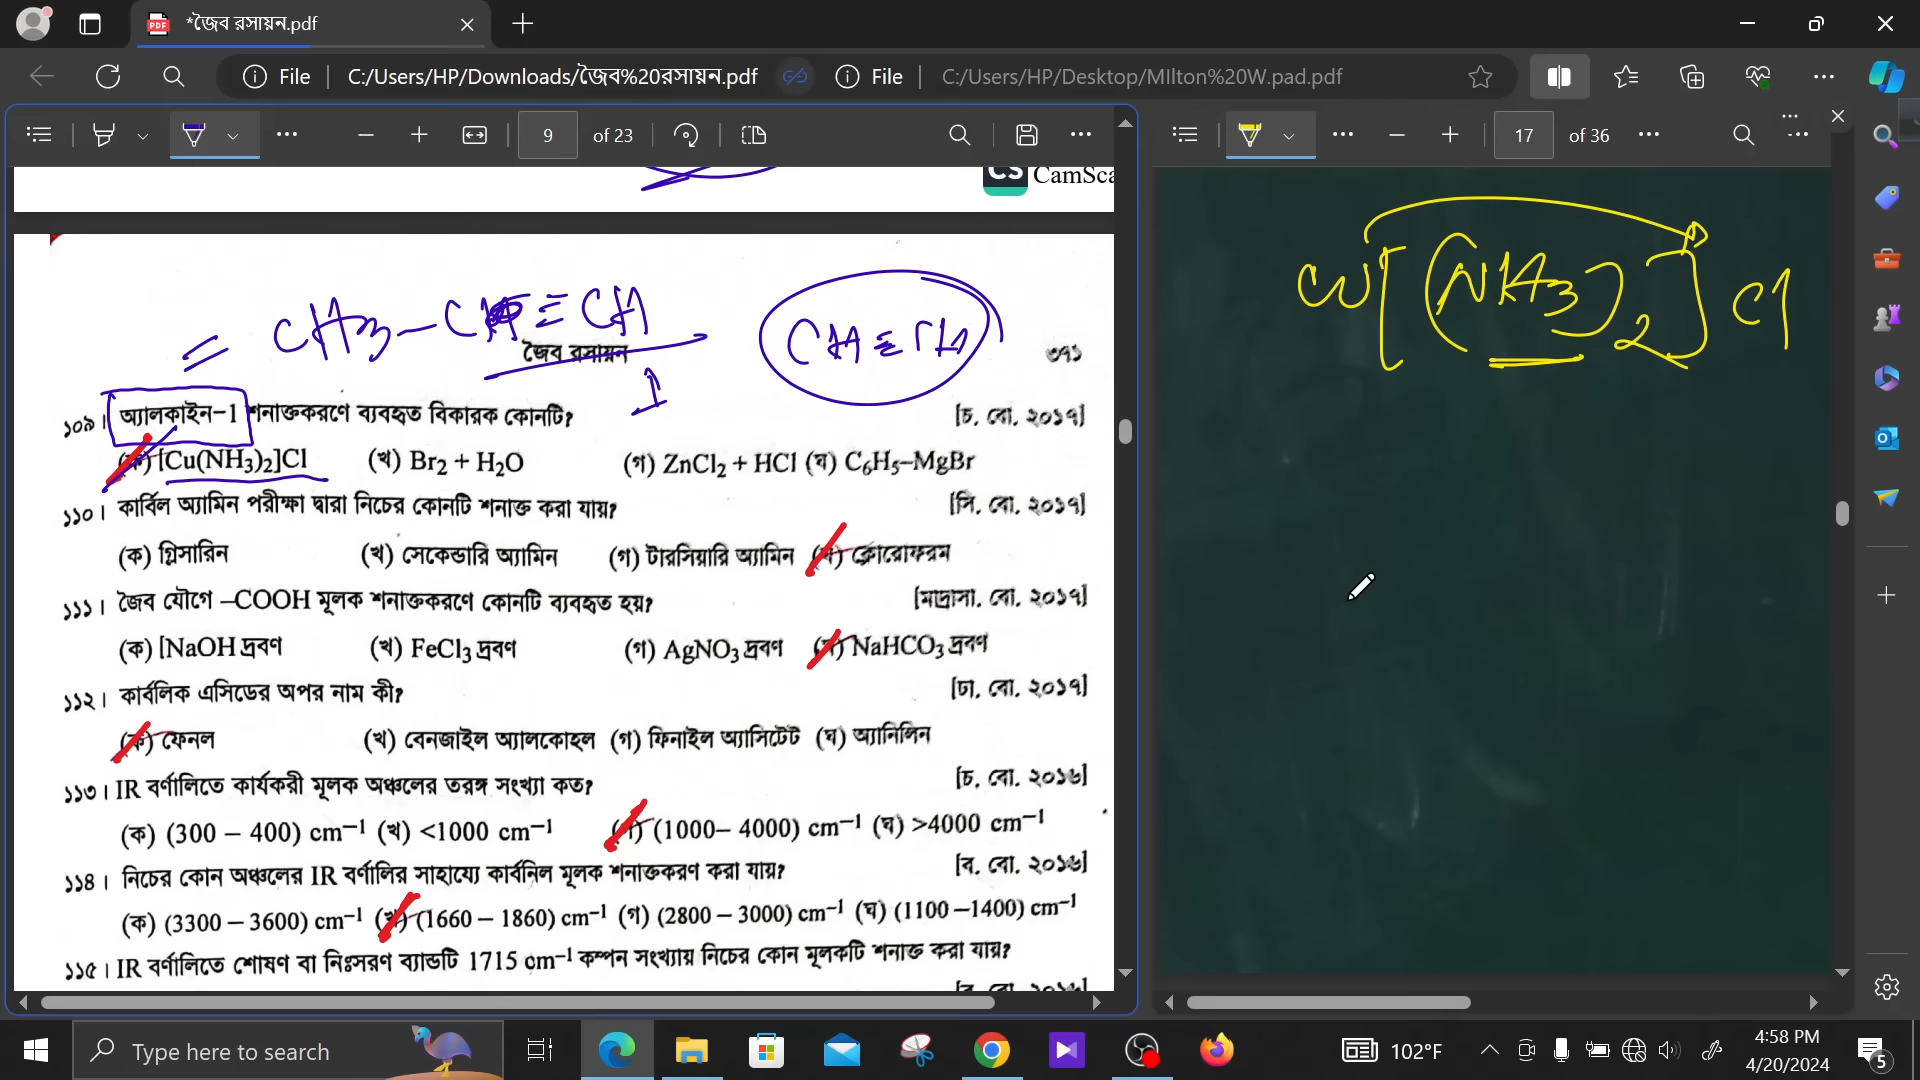 *জৈব রসায়ন.pdf
File C:/Users/HP/Downloads/জৈব%20রসায়ন.pdf File C:/Users/HP/Desktop/MIlton%20W.pad.pdf
9 of 23 17 of 36
CS CamSca
= CH3-C≡CH CH≡CH
জৈব রসায়ন ৩৭১
1
১০৯। অ্যালকাইন-1 শনাক্তকরণে ব্যবহৃত বিকারক কোনটি? [চ. বো. ২০১৭]
(ক) [Cu(NH3)2]Cl (খ) Br2 + H2O (গ) ZnCl2 + HCl (ঘ) C6H5–MgBr
১১০। কার্বিল অ্যামিন পরীক্ষা দ্বারা নিচের কোনটি শনাক্ত করা যায়? [সি. বো. ২০১৭]
(ক) গ্লিসারিন (খ) সেকেন্ডারি অ্যামিন (গ) টারসিয়ারি অ্যামিন (ঘ) ক্লোরোফরম
১১১। জৈব যৌগে –COOH মূলক শনাক্তকরণে কোনটি ব্যবহৃত হয়? [মাদ্রাসা. বো. ২০১৭]
(ক) [NaOH দ্রবণ (খ) FeCl3 দ্রবণ (গ) AgNO3 দ্রবণ (ঘ) NaHCO3 দ্রবণ
১১২। কার্বলিক এসিডের অপর নাম কী? [ঢা. বো. ২০১৭]
(ক) ফেনল (খ) বেনজাইল অ্যালকোহল (গ) ফিনাইল অ্যাসিটেট (ঘ) অ্যানিলিন
১১৩। IR বর্ণালিতে কার্যকরী মূলক অঞ্চলের তরঙ্গ সংখ্যা কত? [চ. বো. ২০১৬]
(ক) (300 – 400) cm–1 (খ) <1000 cm–1 (গ) (1000– 4000) cm–1 (ঘ) >4000 cm–1
১১৪। নিচের কোন অঞ্চলের IR বর্ণালির সাহায্যে কার্বনিল মূলক শনাক্তকরণ করা যায়? [ব. বো. ২০১৬]
(ক) (3300 – 3600) cm–1 (খ) (1660 – 1860) cm–1 (গ) (2800 – 3000) cm–1 (ঘ) (1100 –1400) cm–1
১১৫। IR বর্ণালিতে শোষণ বা নিঃসরণ ব্যান্ডটি 1715 cm–1 কম্পন সংখ্যায় নিচের কোন মূলকটি শনাক্ত করা যায়?
Cu[(NH3)2]Cl
Type here to search
102°F
4:58 PM
4/20/2024
5